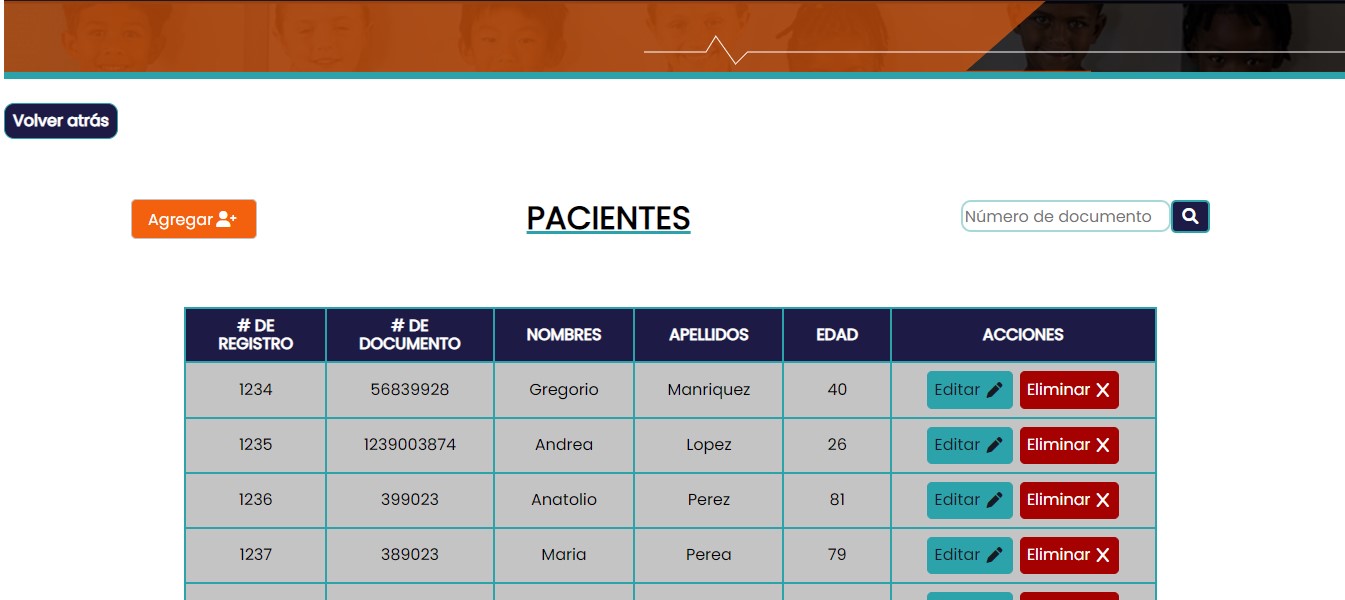 Volver atrás
Agregar
PACIENTES
Número de documento
# DE REGISTRO # DE DOCUMENTO NOMBRES APELLIDOS EDAD ACCIONES
1234 56839928 Gregorio Manriquez 40 Editar Eliminar X
1235 1239003874 Andrea Lopez 26 Editar Eliminar X
1236 399023 Anatolio Perez 81 Editar Eliminar X
1237 389023 Maria Perea 79 Editar Eliminar X